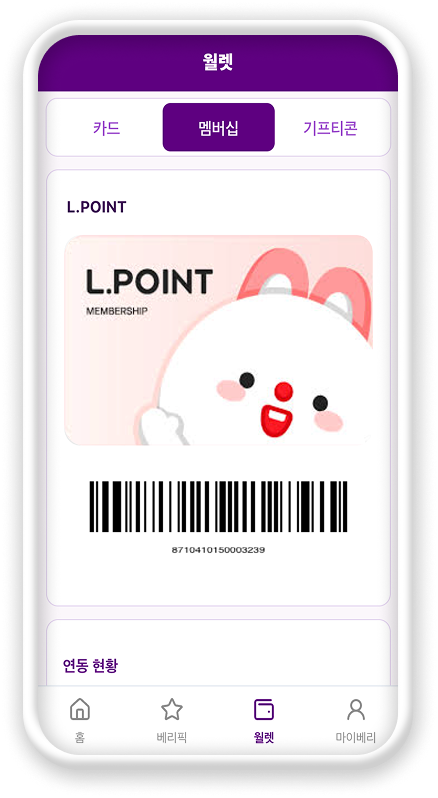 월렛
카드
멤버십
기프티콘
L.POINT
L.POINT
MEMBERSHIP
8710410150003239
연동 현황
홈
베리픽
월렛
마이베리